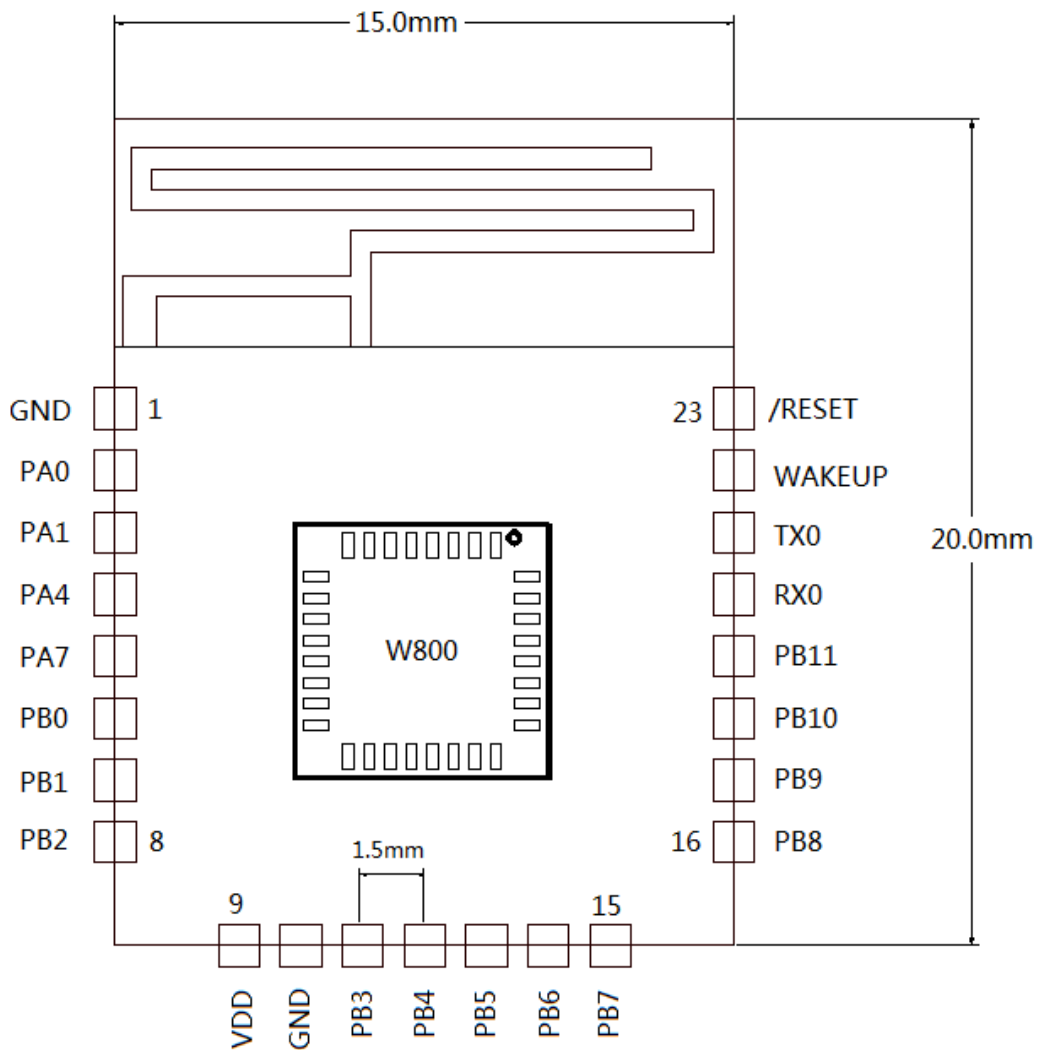 15.0mm
GND 1 23 /RESET
PA0 WAKEUP
PA1 TX0
20.0mm
PA4 RX0
W800
PA7 PB11
PB0 PB10
PB1 PB9
PB2 8 16 PB8
1.5mm
9 15
VDD GND PB3 PB4 PB5 PB6 PB7